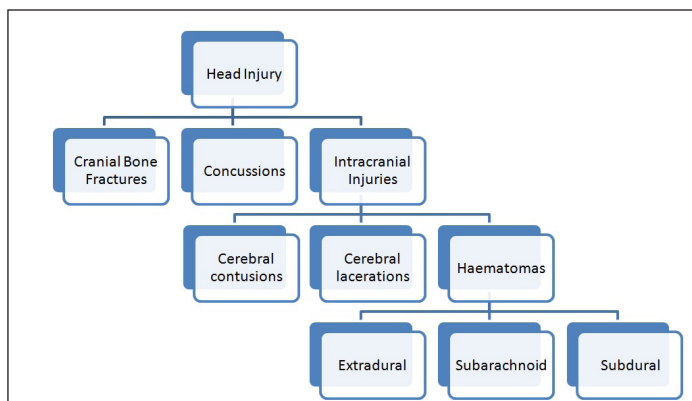 Head Injury
Cranial Bone
Fractures
Concussions
Intracranial
Injuries
Cerebral
contusions
Cerebral
lacerations
Haematomas
Extradural
Subarachnoid
Subdural